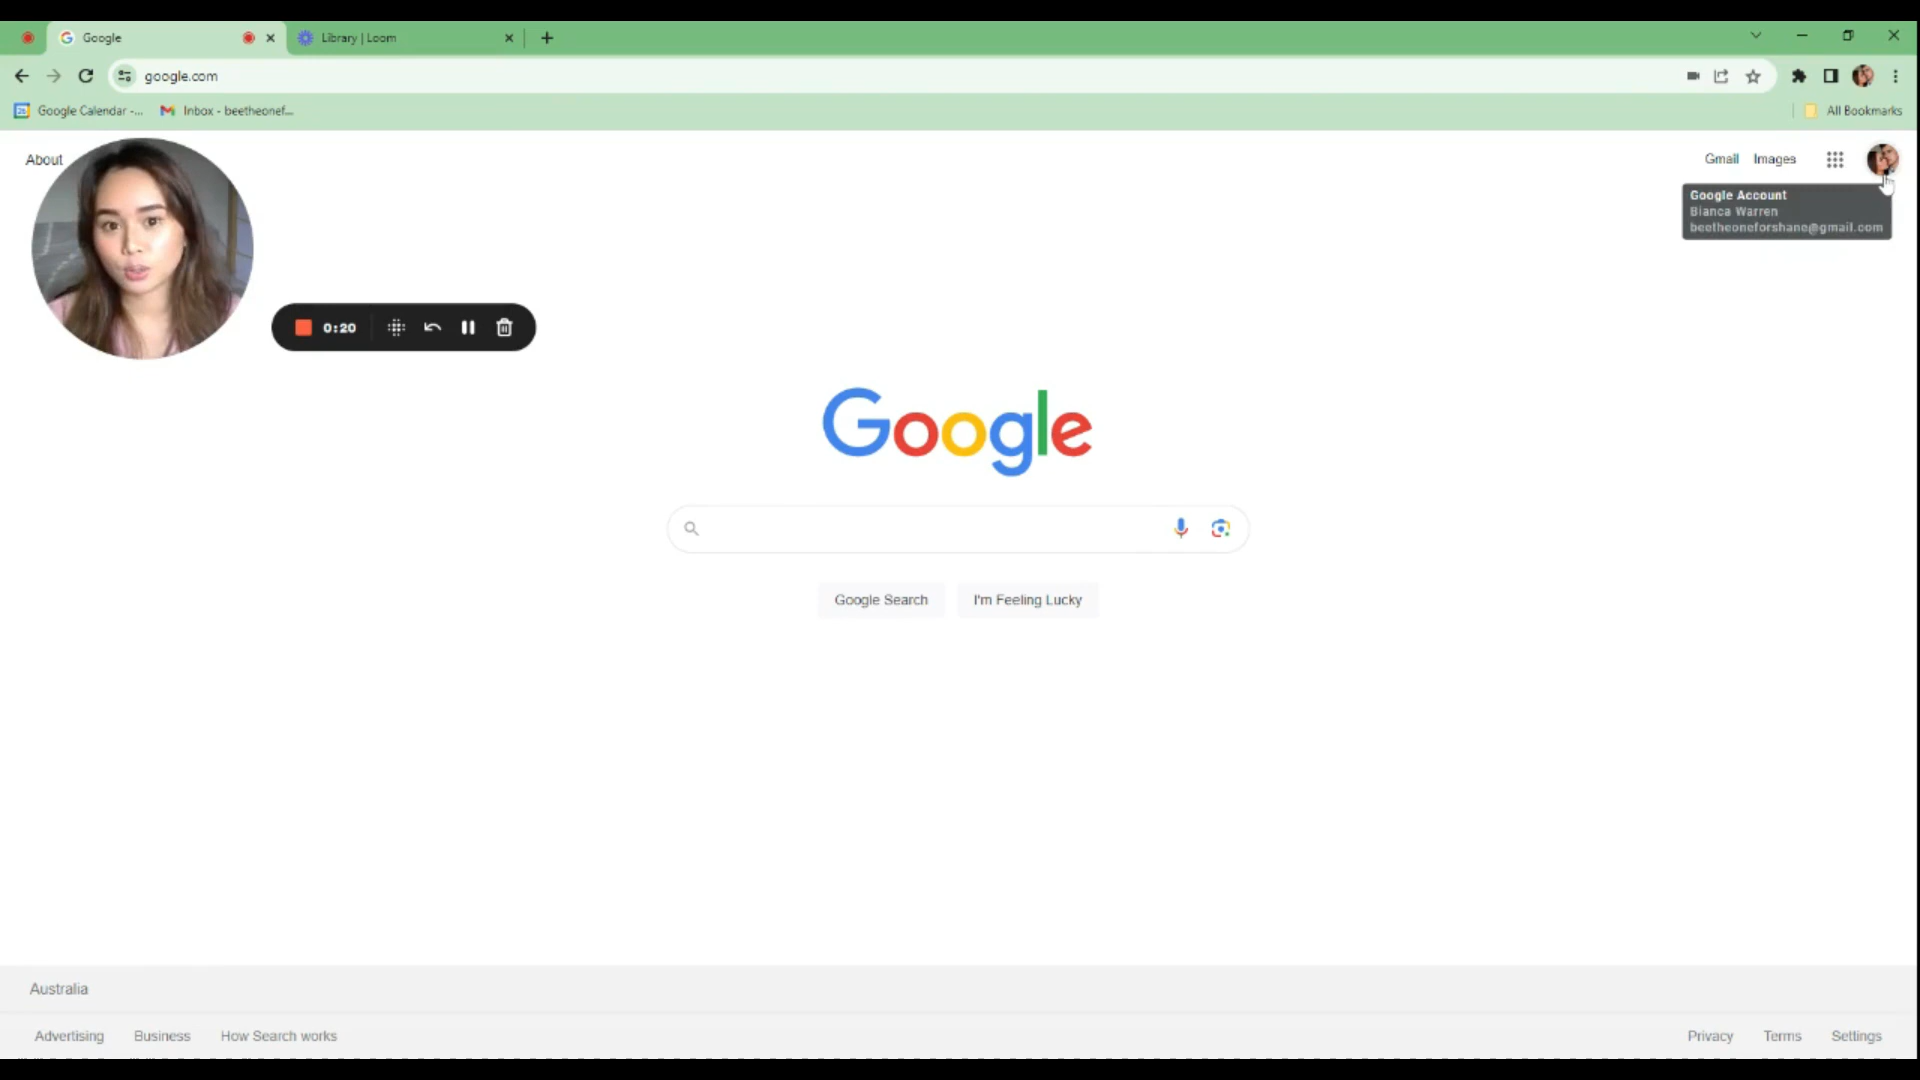 Google
Library | Loom
google.com
Google Calendar -...
Inbox - beetheonef...
All Bookmarks
About
Gmail
Images
Google Account
Bianca Warren
beetheoneforshane@gmail.com
0:20
Google
Google Search
I'm Feeling Lucky
Australia
Advertising
Business
How Search works
Privacy
Terms
Settings